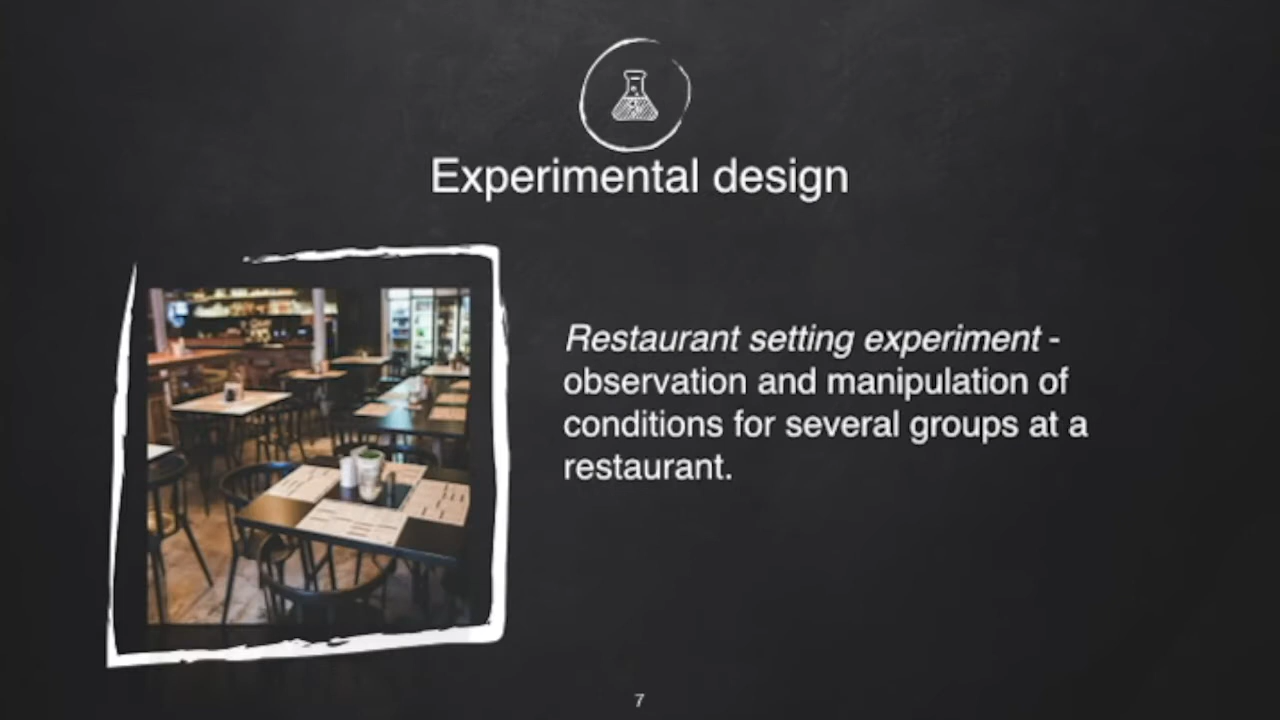 Experimental design
Restaurant setting experiment -
observation and manipulation of
conditions for several groups at a
restaurant.
7